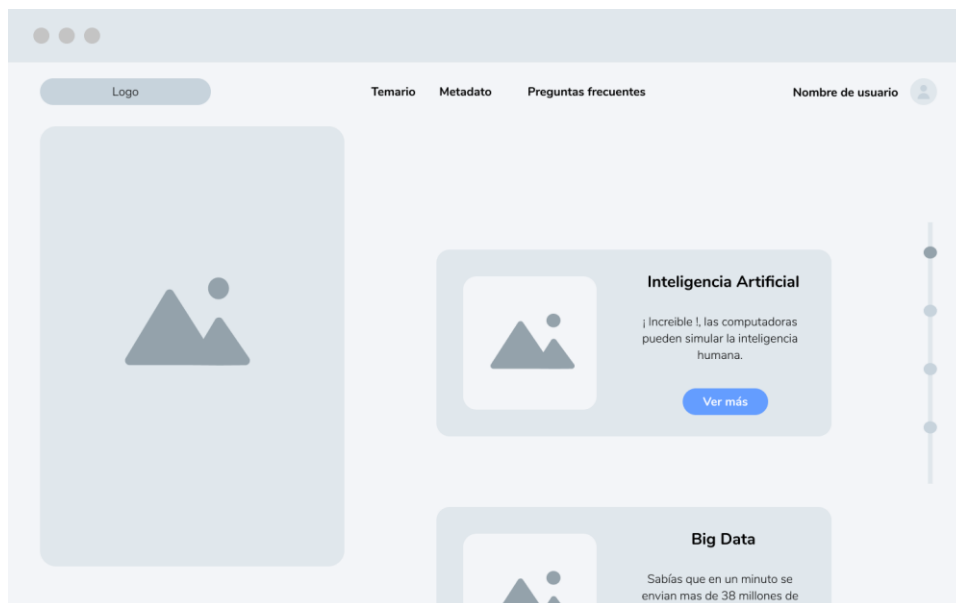 Logo
Temario
Metadato
Preguntas frecuentes
Nombre de usuario
Inteligencia Artificial
¡ Increible !, las computadoras
pueden simular la inteligencia
humana.
Ver más
Big Data
Sabías que en un minuto se
envian mas de 38 millones de